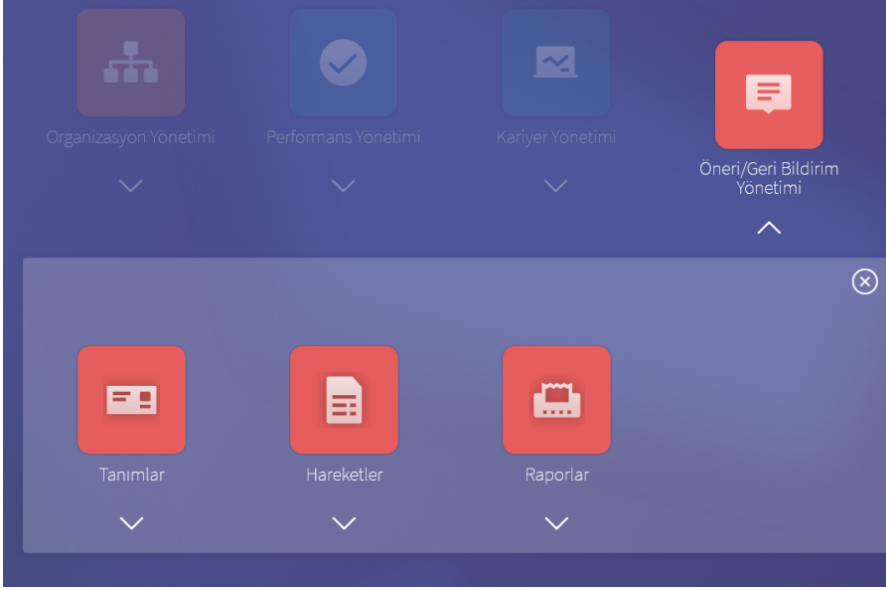 Organizasyon Yönetimi
Performans Yönetimi
Kariyer Yönetimi
Öneri/Geri Bildirim
Yönetimi
Tanımlar
Hareketler
Raporlar